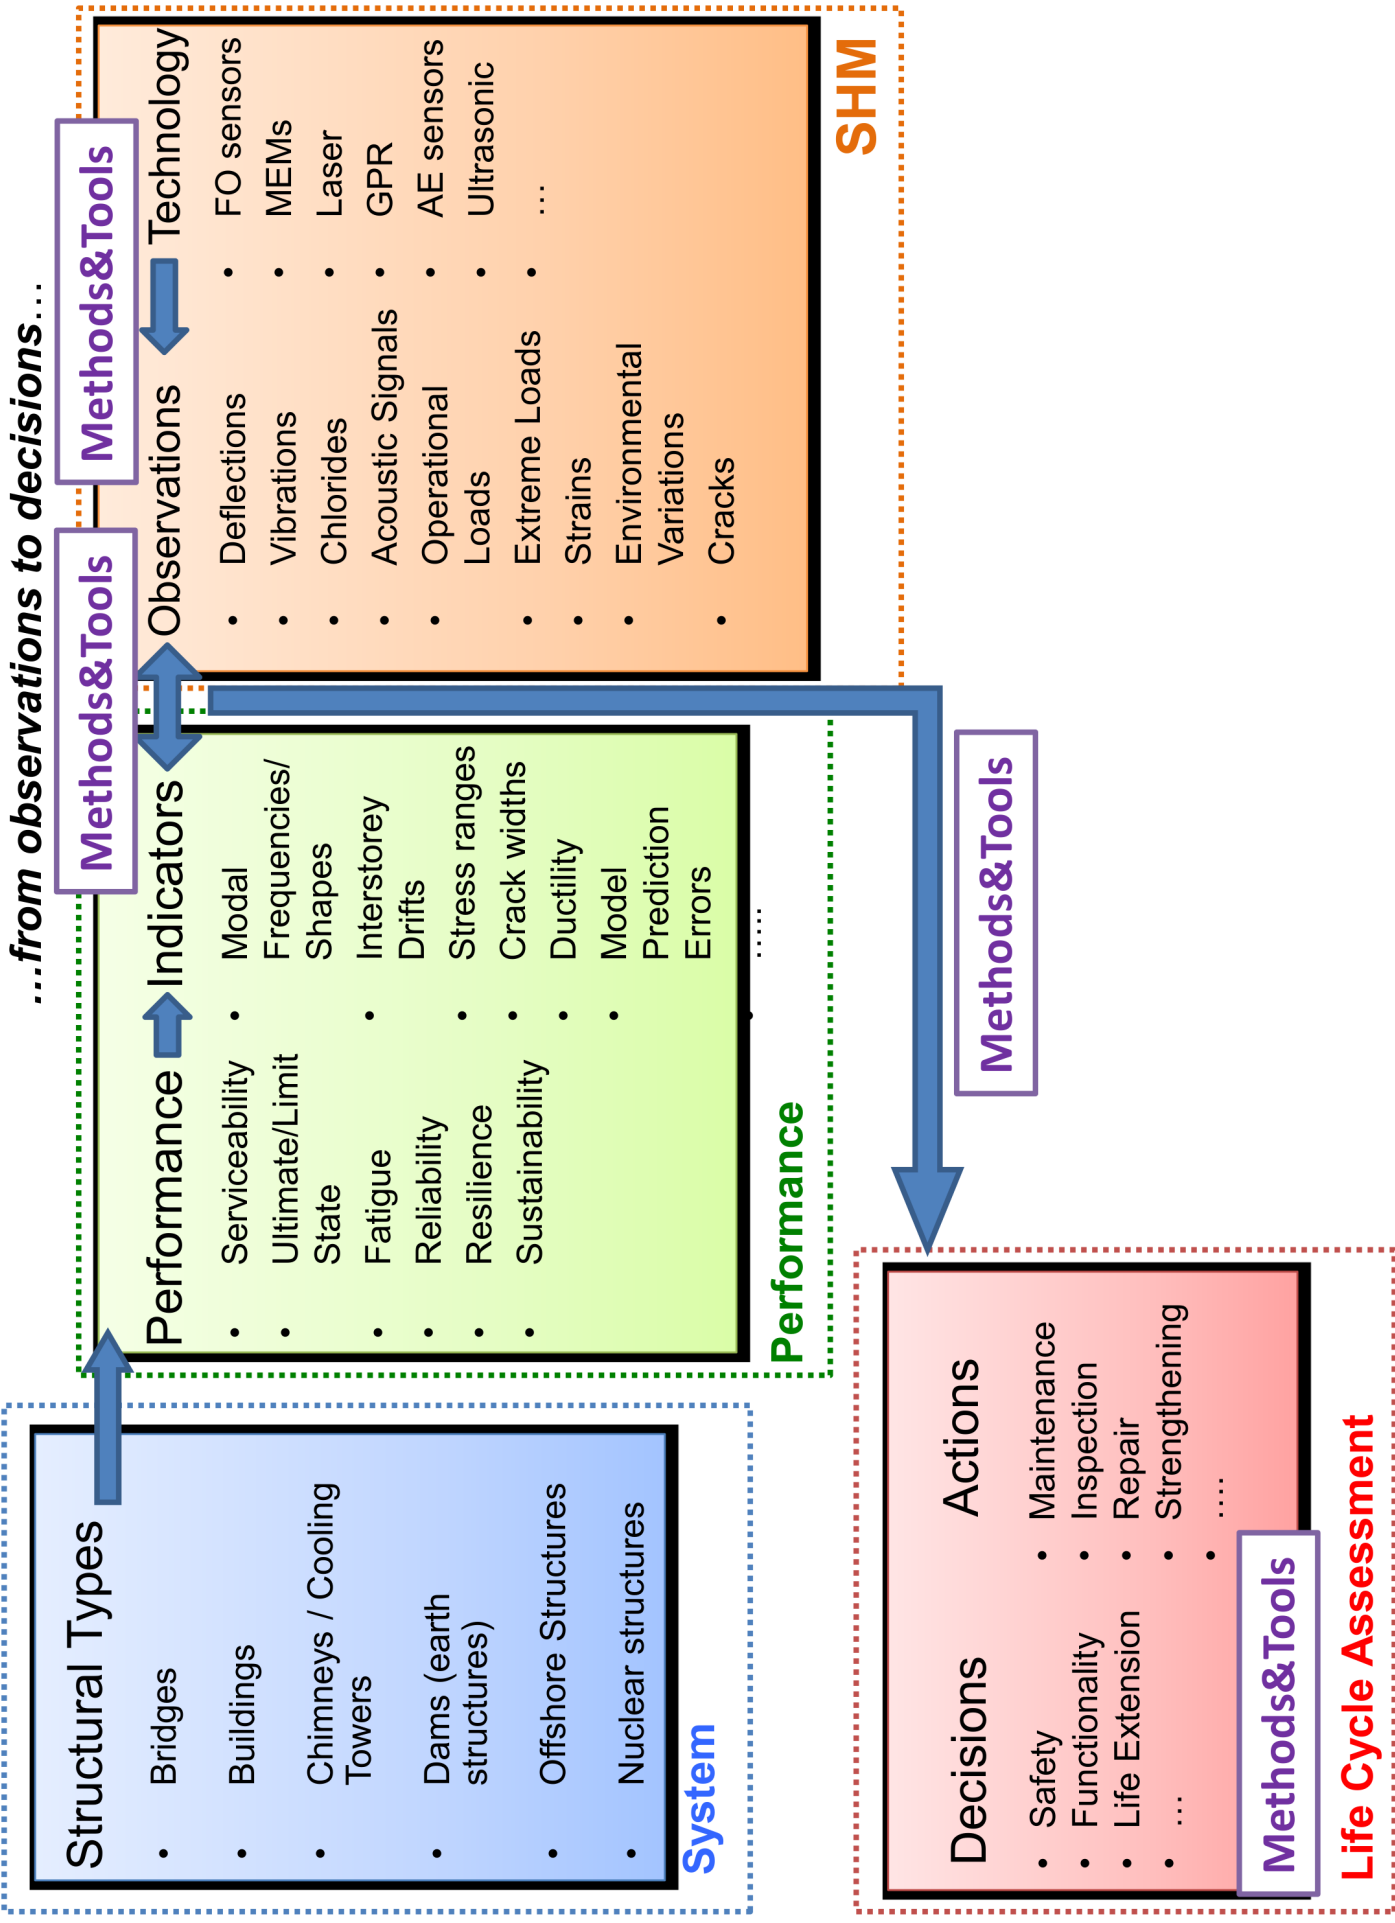 ...from observations to decisions...
Structural Types
• Bridges
• Buildings
• Chimneys / Cooling
Towers
• Dams (earth
structures)
• Offshore Structures
• Nuclear structures
System
Methods&Tools
Performance
• Serviceability
• Ultimate/Limit
State
• Fatigue
• Reliability
• Resilience
• Sustainability
Indicators
• Modal
Frequencies/
Shapes
• Interstorey
Drifts
• Stress ranges
• Crack widths
• Ductility
• Model
Prediction
Errors
• .....
Performance
Methods&Tools
Observations
• Deflections
• Vibrations
• Chlorides
• Acoustic Signals
• Operational
Loads
• Extreme Loads
• Strains
• Environmental
Variations
• Cracks
Technology
• FO sensors
• MEMs
• Laser
• GPR
• AE sensors
• Ultrasonic
• ...
SHM
Methods&Tools
Decisions
• Safety
• Functionality
• Life Extension
• ...
Actions
• Maintenance
• Inspection
• Repair
• Strengthening
• ....
Methods&Tools
Life Cycle Assessment